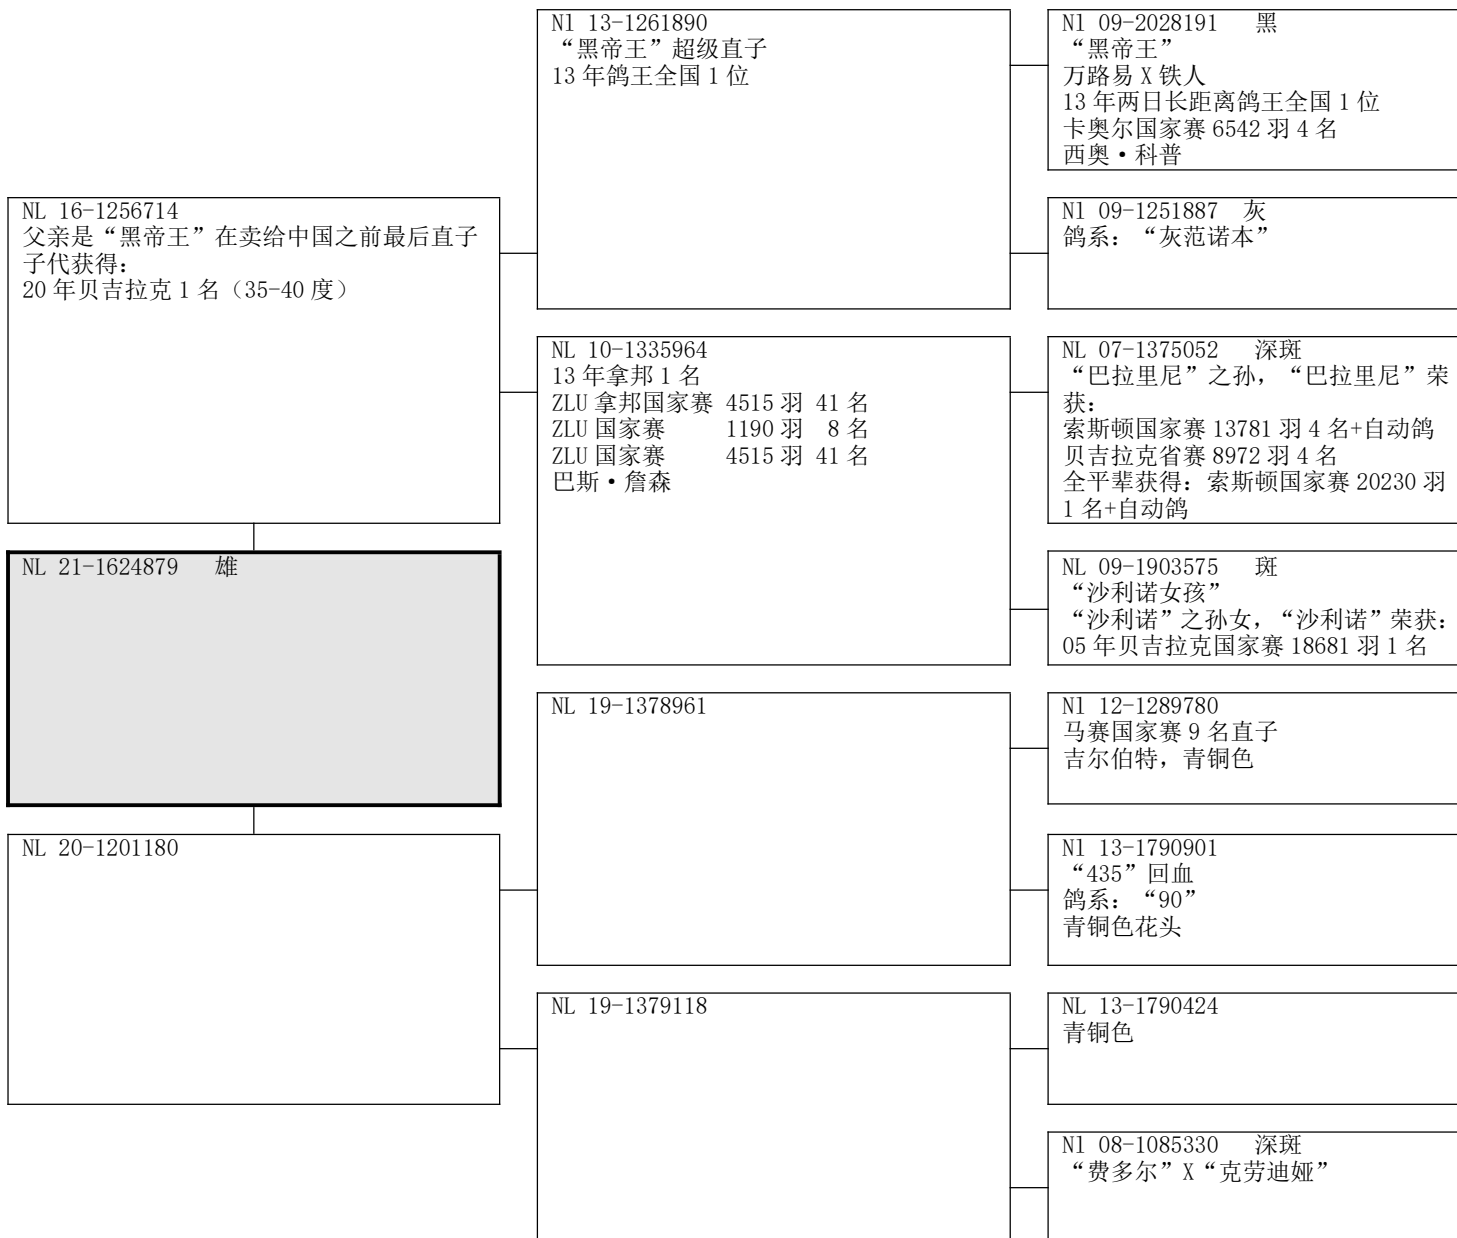 NL 16-1256714
父亲是“黑帝王”在卖给中国之前最后直子
子代获得：
20 年贝吉拉克 1 名（35-40 度）
NL 21-1624879 雄
NL 20-1201180
Nl 13-1261890
“黑帝王”超级直子
13 年鸽王全国 1 位
NL 10-1335964
13 年拿邦 1 名
ZLU 拿邦国家赛 4515 羽 41 名
ZLU 国家赛 1190 羽 8 名
ZLU 国家赛 4515 羽 41 名
巴斯·詹森
NL 19-1378961
NL 19-1379118
Nl 09-2028191 黑
“黑帝王”
万路易 X 铁人
13 年两日长距离鸽王全国 1 位
卡奥尔国家赛 6542 羽 4 名
西奥·科普
Nl 09-1251887 灰
鸽系：“灰范诺本”
NL 07-1375052 深斑
“巴拉里尼”之孙，“巴拉里尼”荣
获：
索斯顿国家赛 13781 羽 4 名+自动鸽
贝吉拉克省赛 8972 羽 4 名
全平辈获得：索斯顿国家赛 20230 羽
1 名+自动鸽
NL 09-1903575 斑
“沙利诺女孩”
“沙利诺”之孙女，“沙利诺”荣获：
05 年贝吉拉克国家赛 18681 羽 1 名
Nl 12-1289780
马赛国家赛 9 名直子
吉尔伯特，青铜色
Nl 13-1790901
“435”回血
鸽系：“90”
青铜色花头
NL 13-1790424
青铜色
Nl 08-1085330 深斑
“费多尔”X“克劳迪娅”